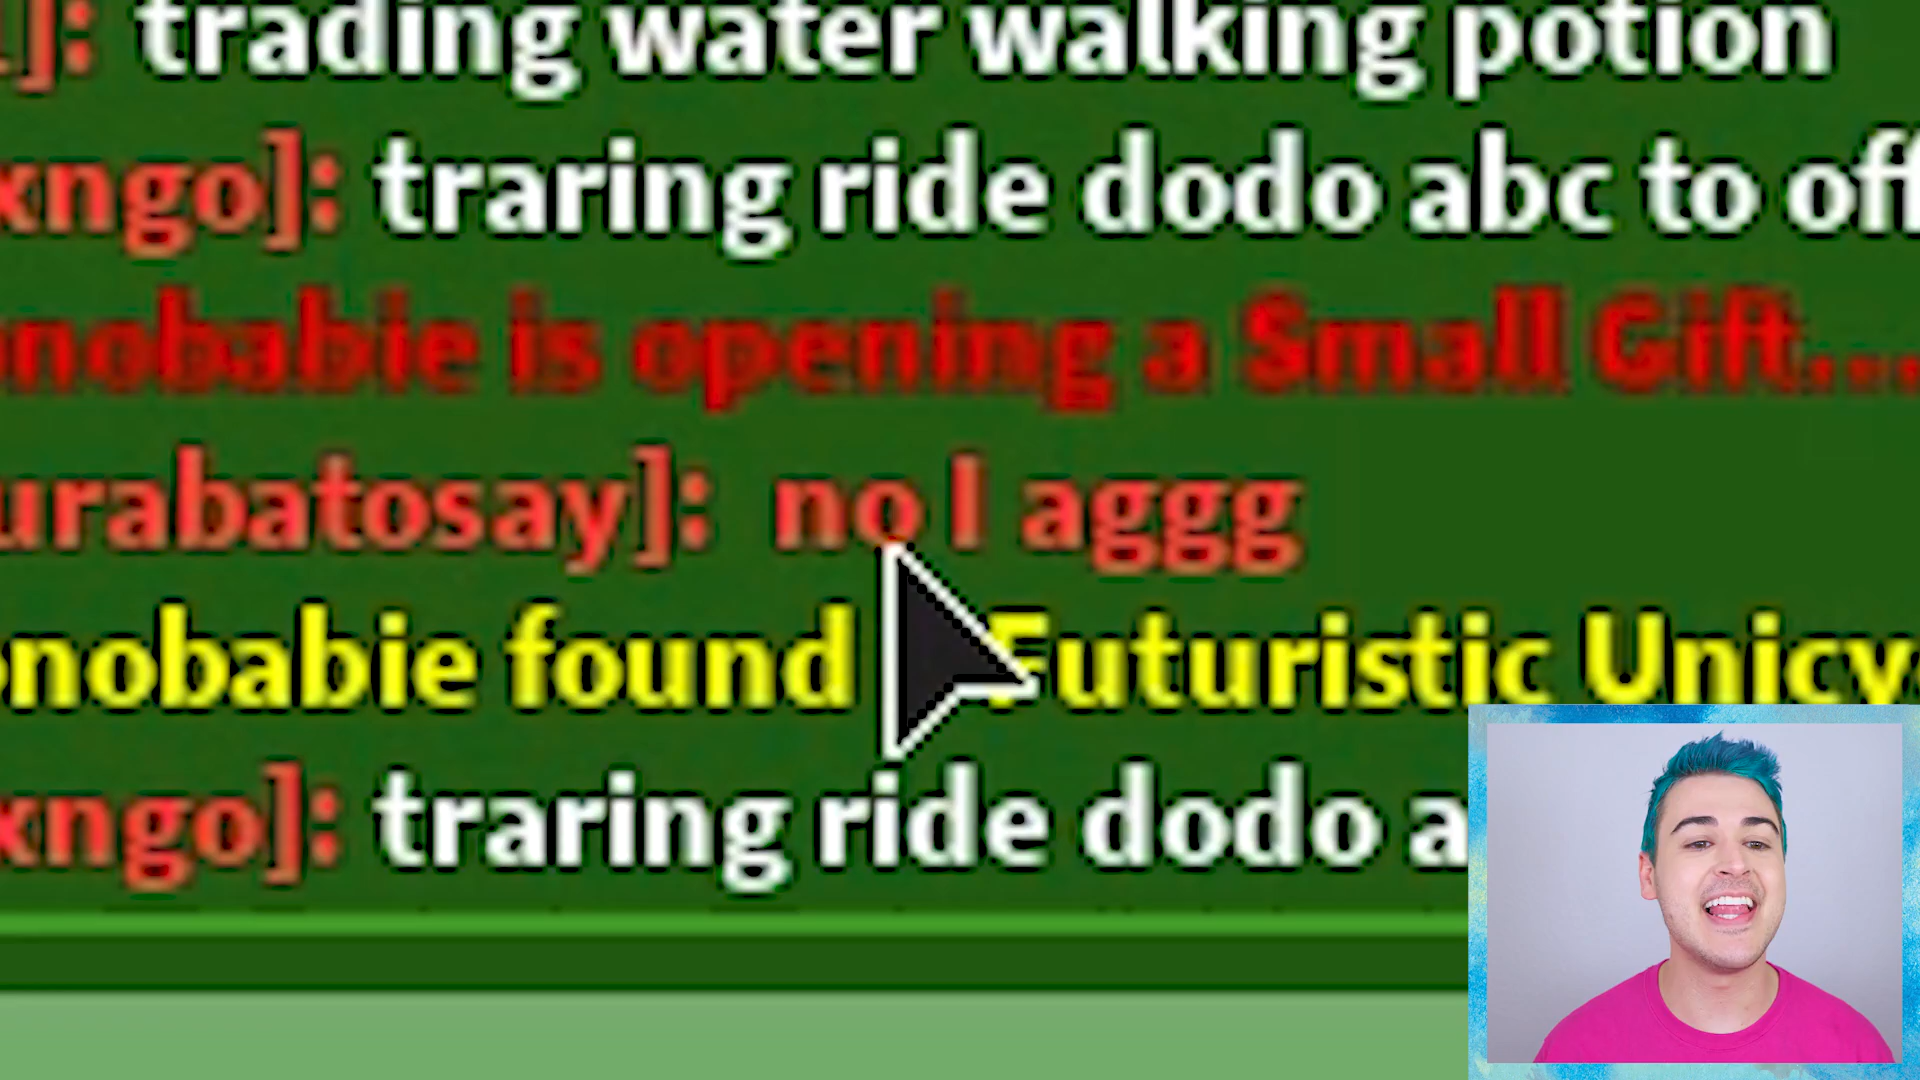 ]: trading water walking potion
xngo]: traring ride dodo abc to off
nobabie is opening a Small Gift...
urabatosay]: no I aggg
nobabie found Futuristic Unicy
xngo]: traring ride dodo a